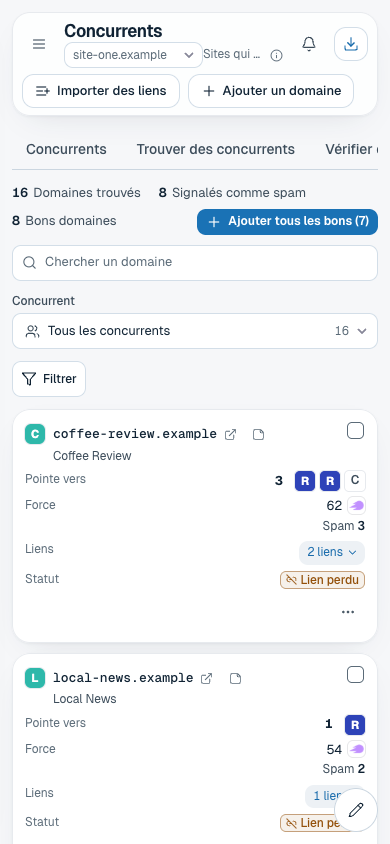 Concurrents
site-one.example
Sites qui ...
Importer des liens
Ajouter un domaine
Concurrents
Trouver des concurrents
Vérifier
16 Domaines trouvés
8 Signalés comme spam
8 Bons domaines
Ajouter tous les bons (7)
Chercher un domaine
Concurrent
Tous les concurrents
16
Filtrer
C coffee-review.example
Coffee Review
Pointe vers
3 R R C
Force
62
Spam 3
Liens
2 liens
Statut
Lien perdu
L local-news.example
Local News
Pointe vers
1 R
Force
54
Spam 2
Liens
1 lien
Statut
Lien